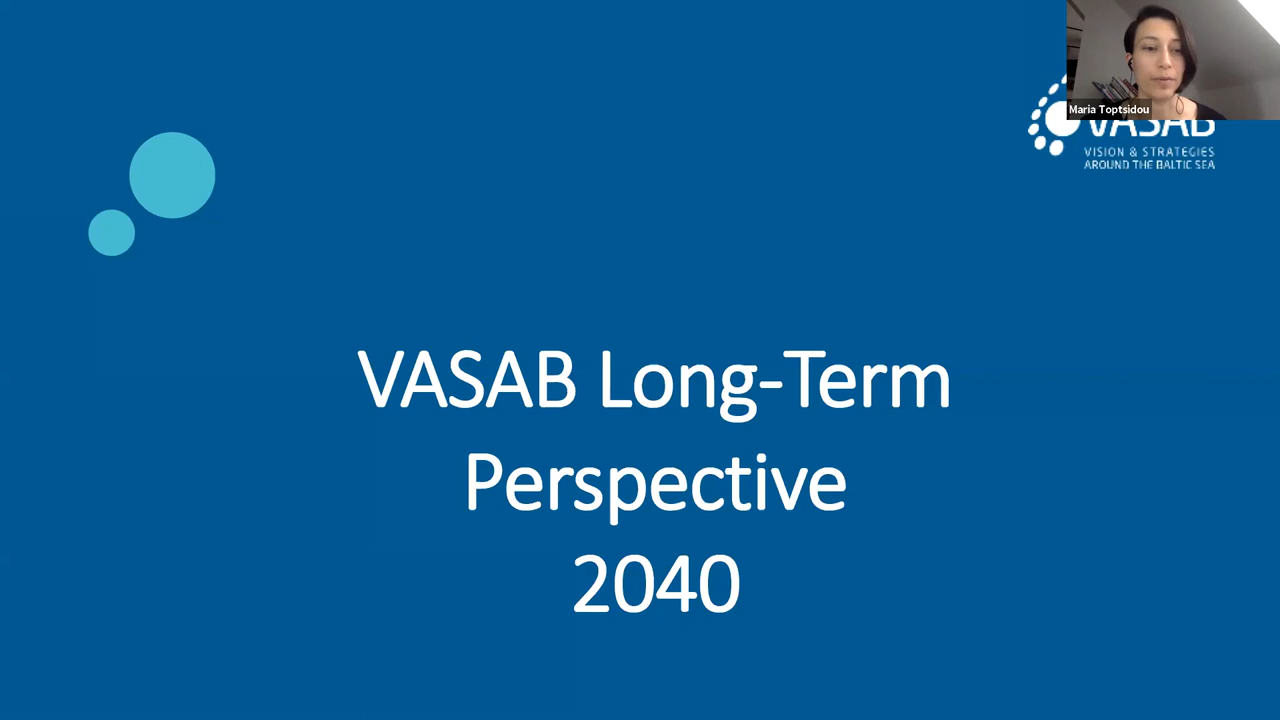 Maria Toptsidou
VASAB
VISION & STRATEGIES
AROUND THE BALTIC SEA
VASAB Long-Term
Perspective
2040